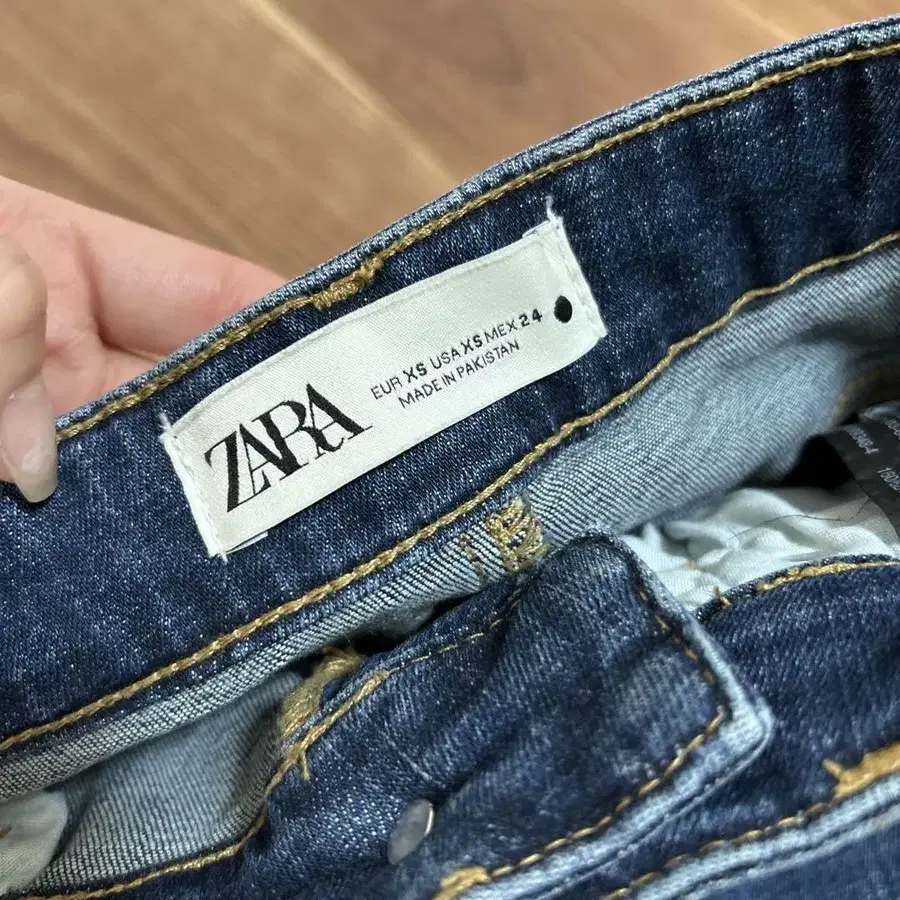 ZARA
EUR XS USA XS MEX 24
MADE IN PAKISTAN